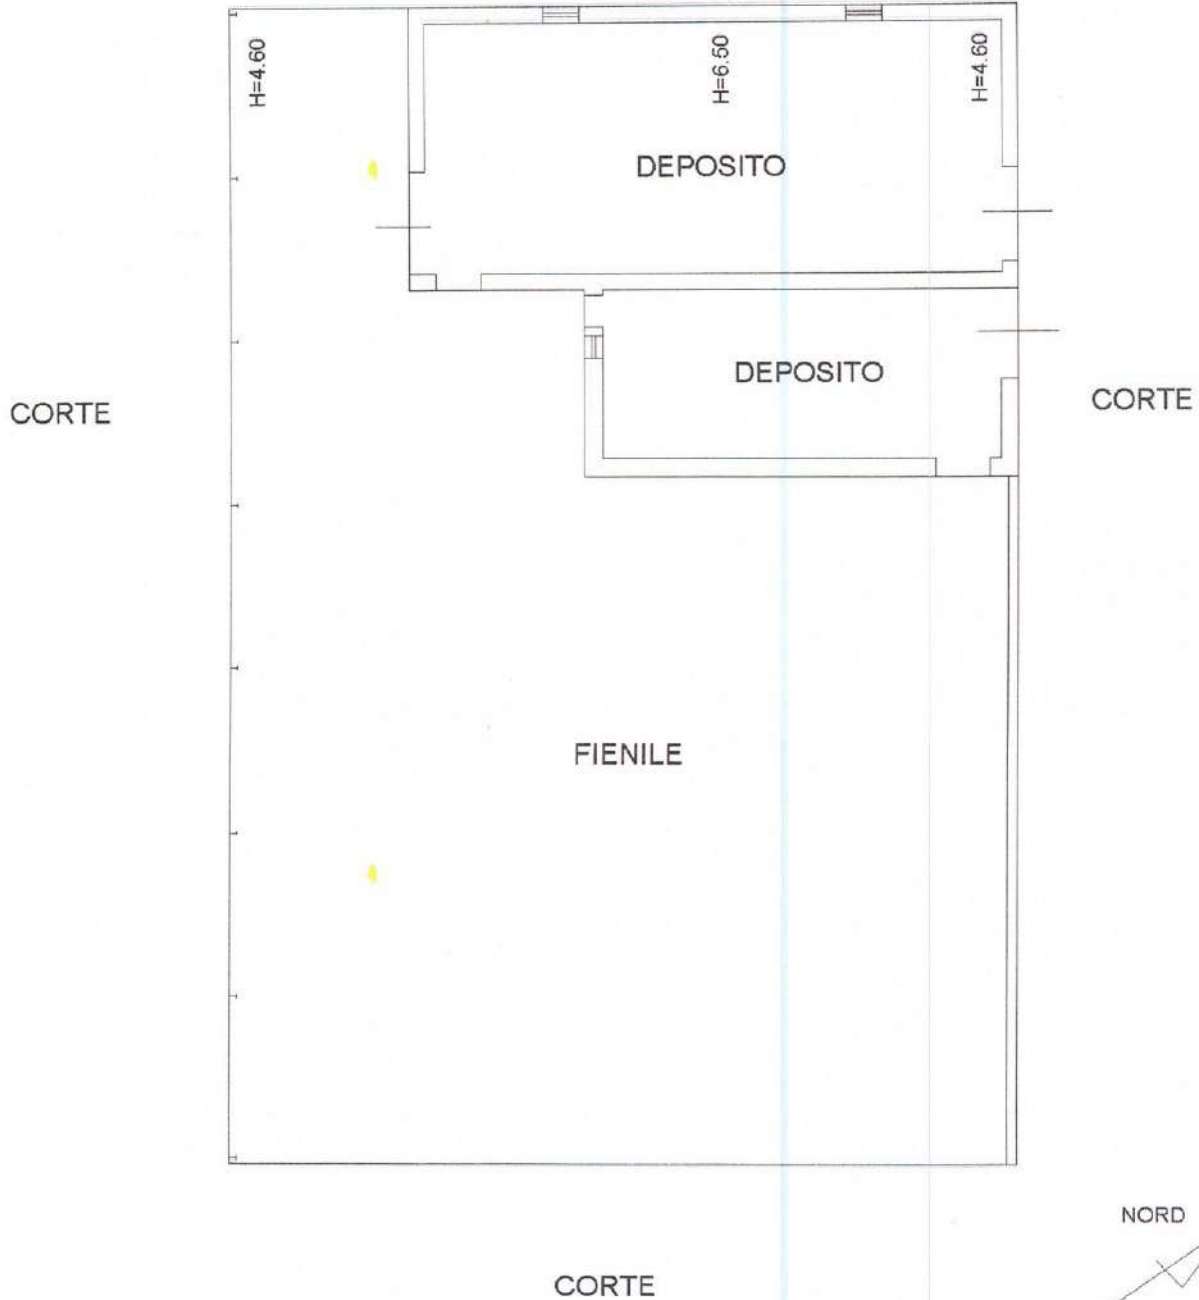 H=4.60
H=6.50
H=4.60
DEPOSITO
DEPOSITO
CORTE
CORTE
FIENILE
NORD
CORTE